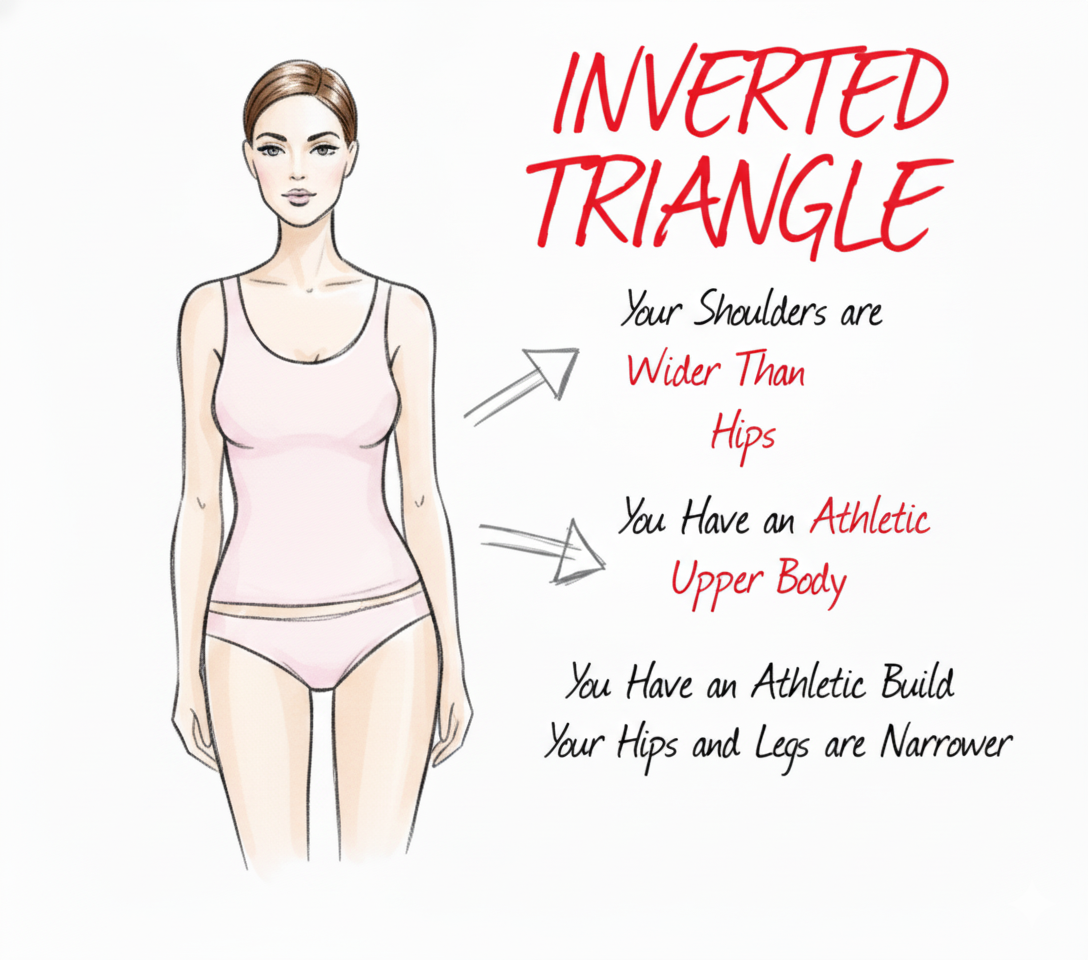 INVERTED
TRIANGLE
Your Shoulders are
Wider Than
Hips
You Have an Athletic
Upper Body
You Have an Athletic Build
Your Hips and Legs are Narrower